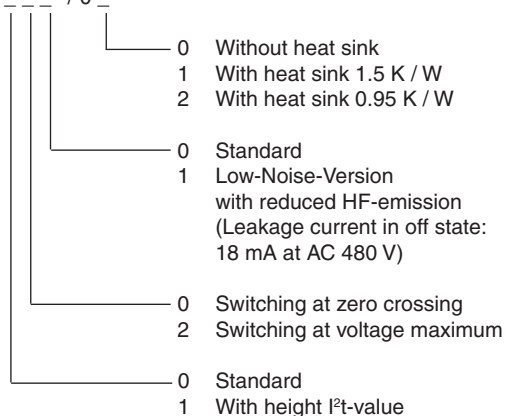 _ _ _ / 0 _
0 Without heat sink
1 With heat sink 1.5 K / W
2 With heat sink 0.95 K / W
0 Standard
1 Low-Noise-Version
with reduced HF-emission
(Leakage current in off state:
18 mA at AC 480 V)
0 Switching at zero crossing
2 Switching at voltage maximum
0 Standard
1 With height I²t-value